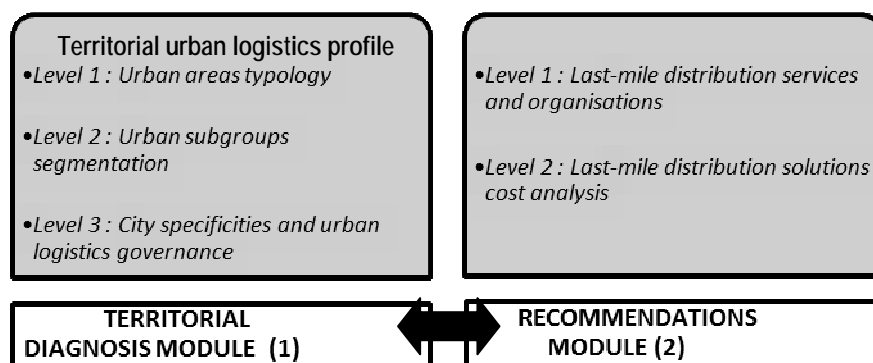 Territorial urban logistics profile
•Level 1 : Urban areas typology
•Level 2 : Urban subgroups
segmentation
•Level 3 : City specificities and urban
logistics governance
•Level 1 : Last-mile distribution services
and organisations
•Level 2 : Last-mile distribution solutions
cost analysis
TERRITORIAL
DIAGNOSIS MODULE (1)
RECOMMENDATIONS
MODULE (2)